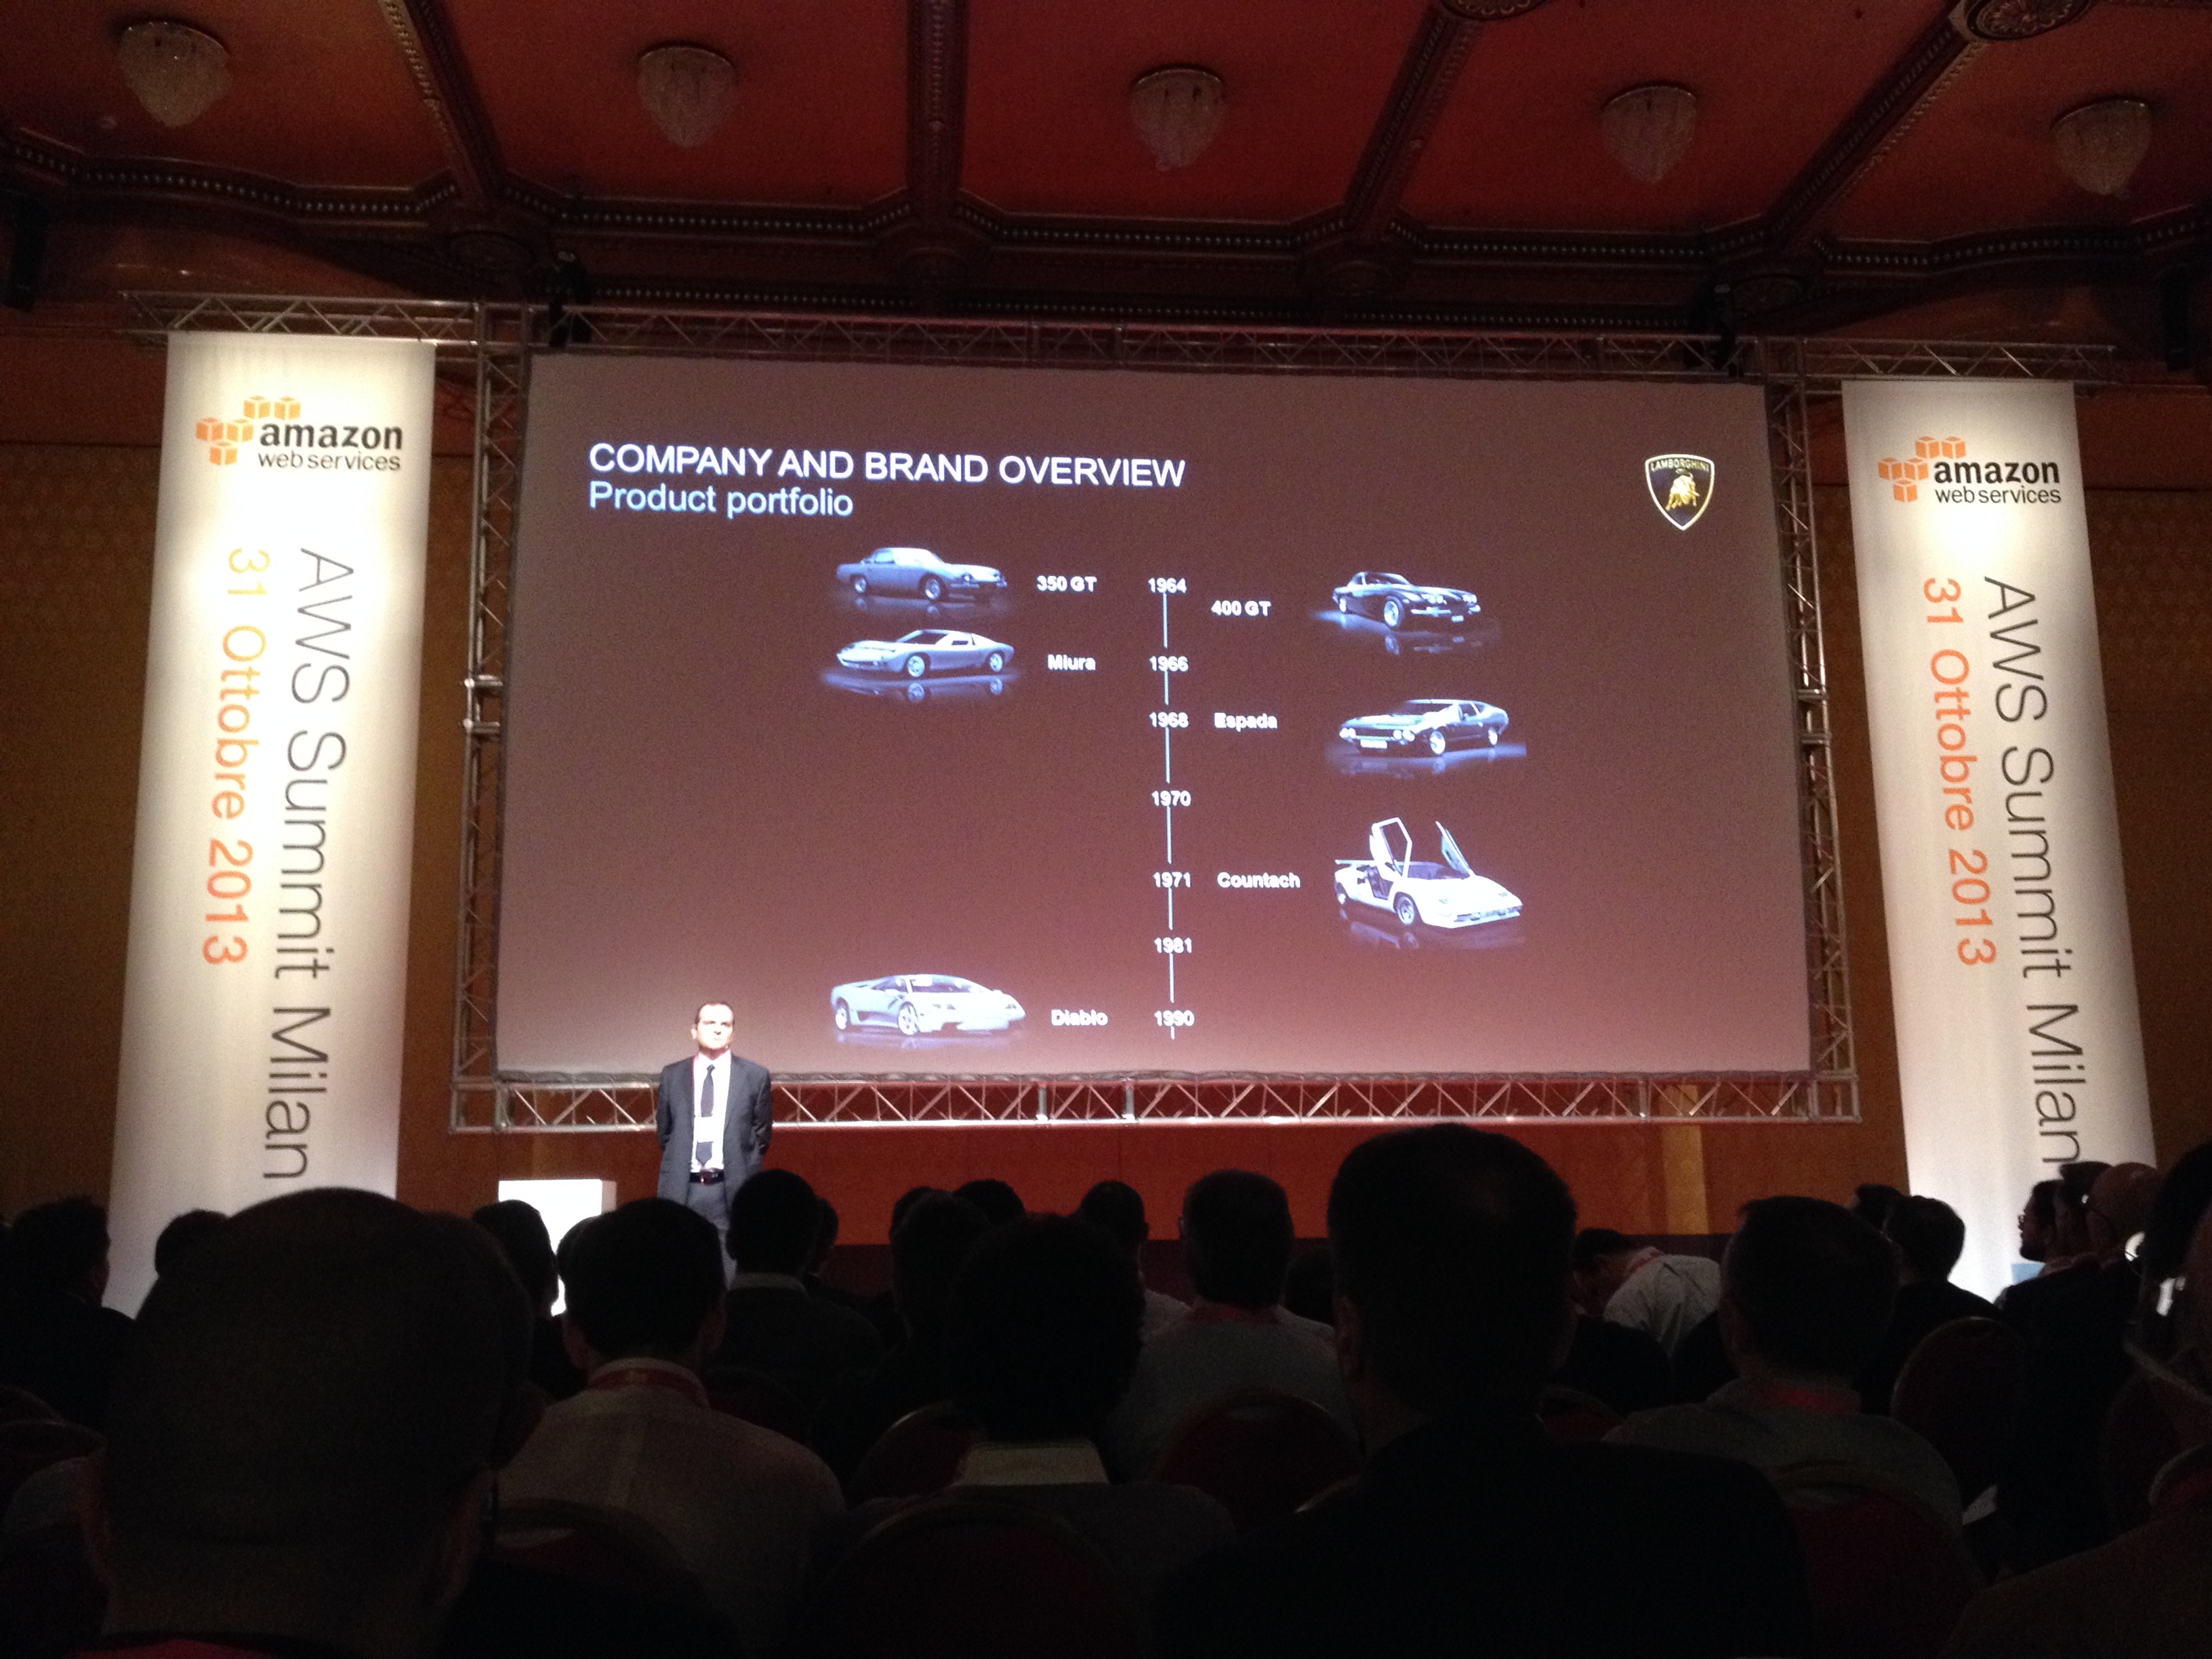 amazon
web services
AWS Summit Milan
31 Ottobre 2013
COMPANY AND BRAND OVERVIEW
Product portfolio
LAMBORGHINI
350 GT
1964
400 GT
Miura
1966
1968
Espada
1970
1971
Countach
1981
Diablo
1990
amazon
web services
AWS Summit Milan
31 Ottobre 2013